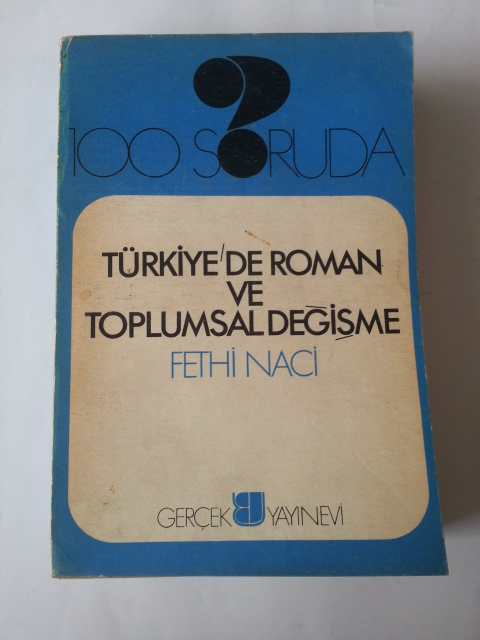 100 SORUDA
TÜRKİYE'DE ROMAN
VE
TOPLUMSAL DEĞİŞME
FETHİ NACİ
GERÇEK YAYINEVİ